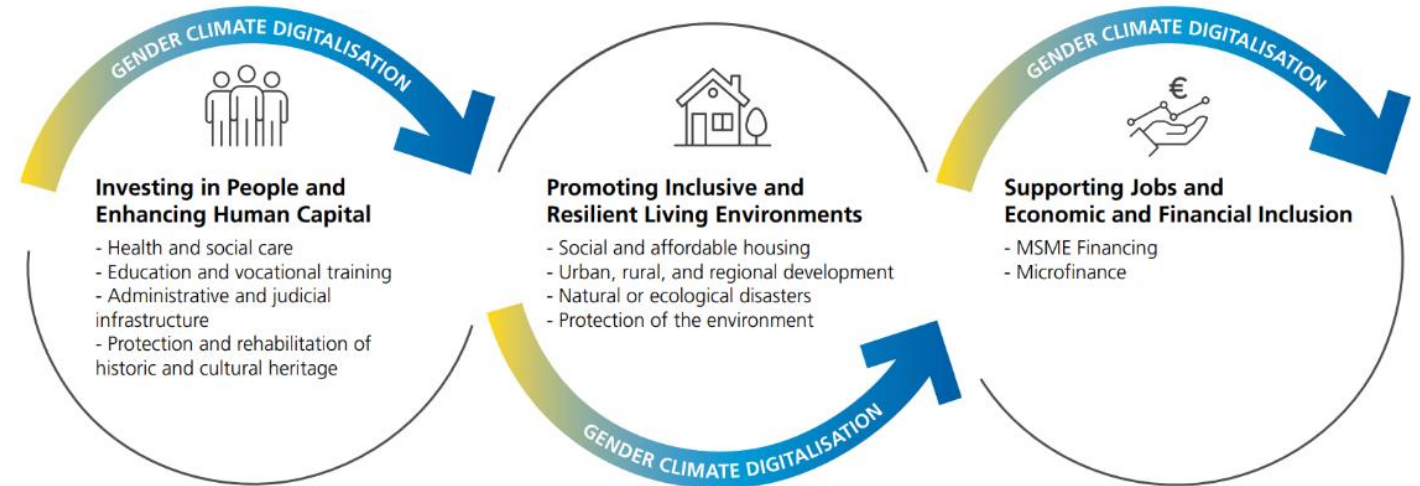 GENDER CLIMATE DIGITALISATION
Investing in People and
Enhancing Human Capital
- Health and social care
- Education and vocational training
- Administrative and judicial
infrastructure
- Protection and rehabilitation of
historic and cultural heritage
Promoting Inclusive and
Resilient Living Environments
- Social and affordable housing
- Urban, rural, and regional development
- Natural or ecological disasters
- Protection of the environment
GENDER CLIMATE DIGITALISATION
GENDER CLIMATE DIGITALISATION
€
Supporting Jobs and
Economic and Financial Inclusion
- MSME Financing
- Microfinance